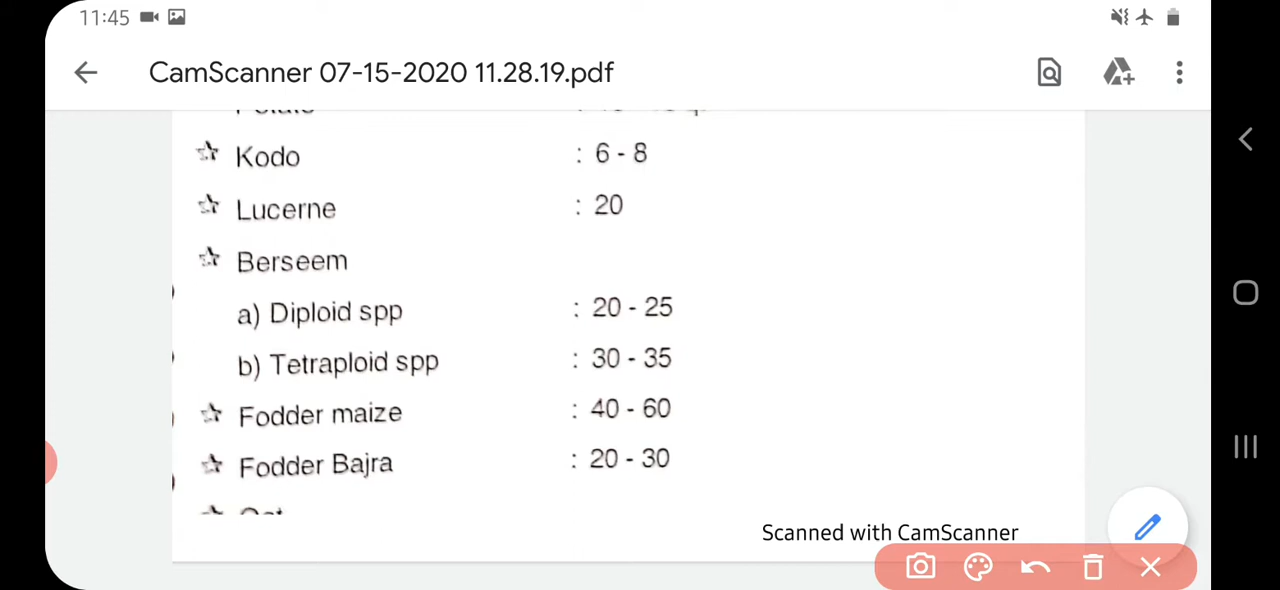 11:45
CamScanner 07-15-2020 11.28.19.pdf
Kodo : 6 - 8
Lucerne : 20
Berseem
a) Diploid spp : 20 - 25
b) Tetraploid spp : 30 - 35
Fodder maize : 40 - 60
Fodder Bajra : 20 - 30
Scanned with CamScanner